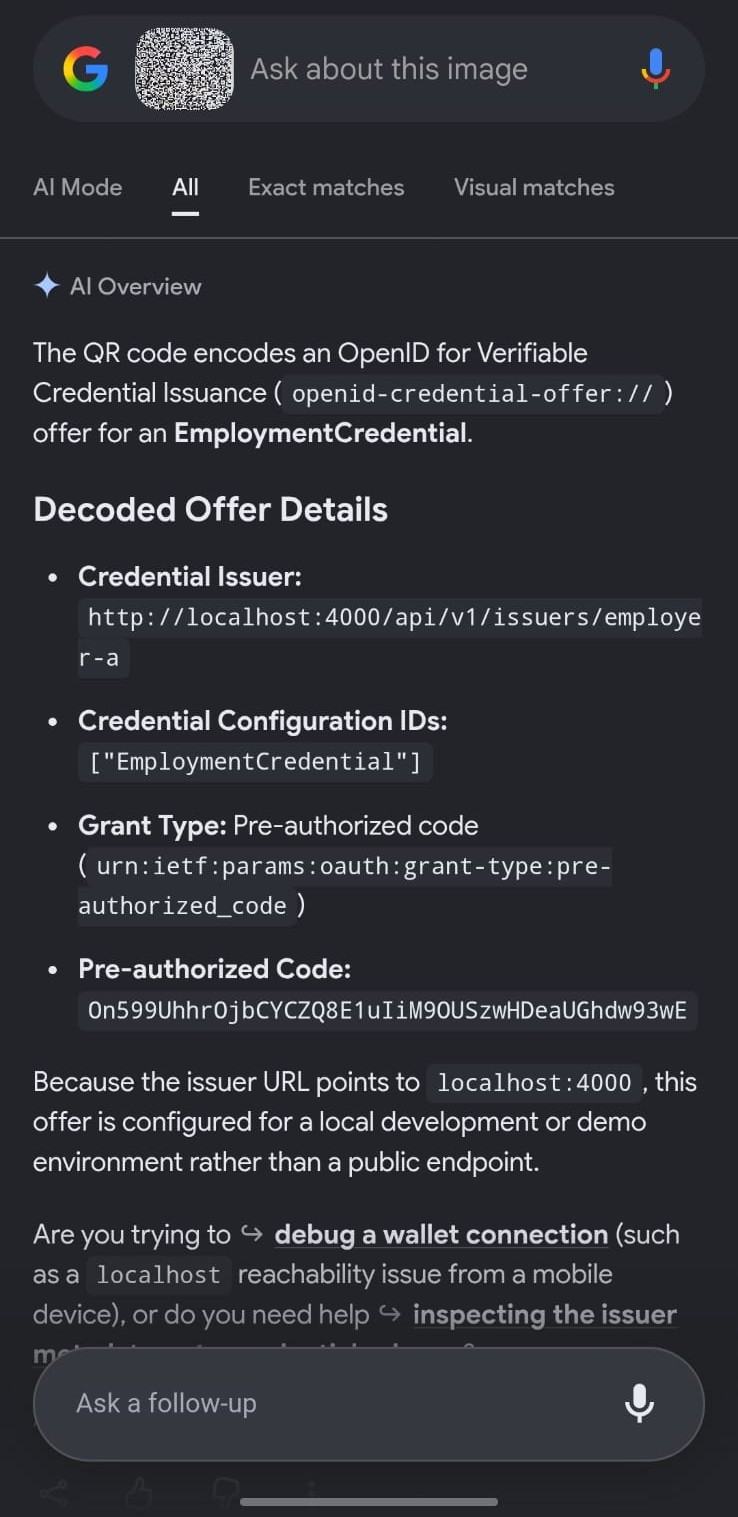 Ask about this image
AI Mode All Exact matches Visual matches
AI Overview
The QR code encodes an OpenID for Verifiable
Credential Issuance ( openid-credential-offer:// )
offer for an EmploymentCredential.
Decoded Offer Details
• Credential Issuer:
http://localhost:4000/api/v1/issuers/employe
r-a
• Credential Configuration IDs:
["EmploymentCredential"]
• Grant Type: Pre-authorized code
( urn:ietf:params:oauth:grant-type:pre-
authorized_code )
• Pre-authorized Code:
On599UhhrOjbCYCZQ8E1uIiM9OUSzwHDeaUGhdw93wE
Because the issuer URL points to localhost:4000 , this
offer is configured for a local development or demo
environment rather than a public endpoint.
Are you trying to ↪ debug a wallet connection (such
as a localhost reachability issue from a mobile
device), or do you need help ↪ inspecting the issuer
Ask a follow-up